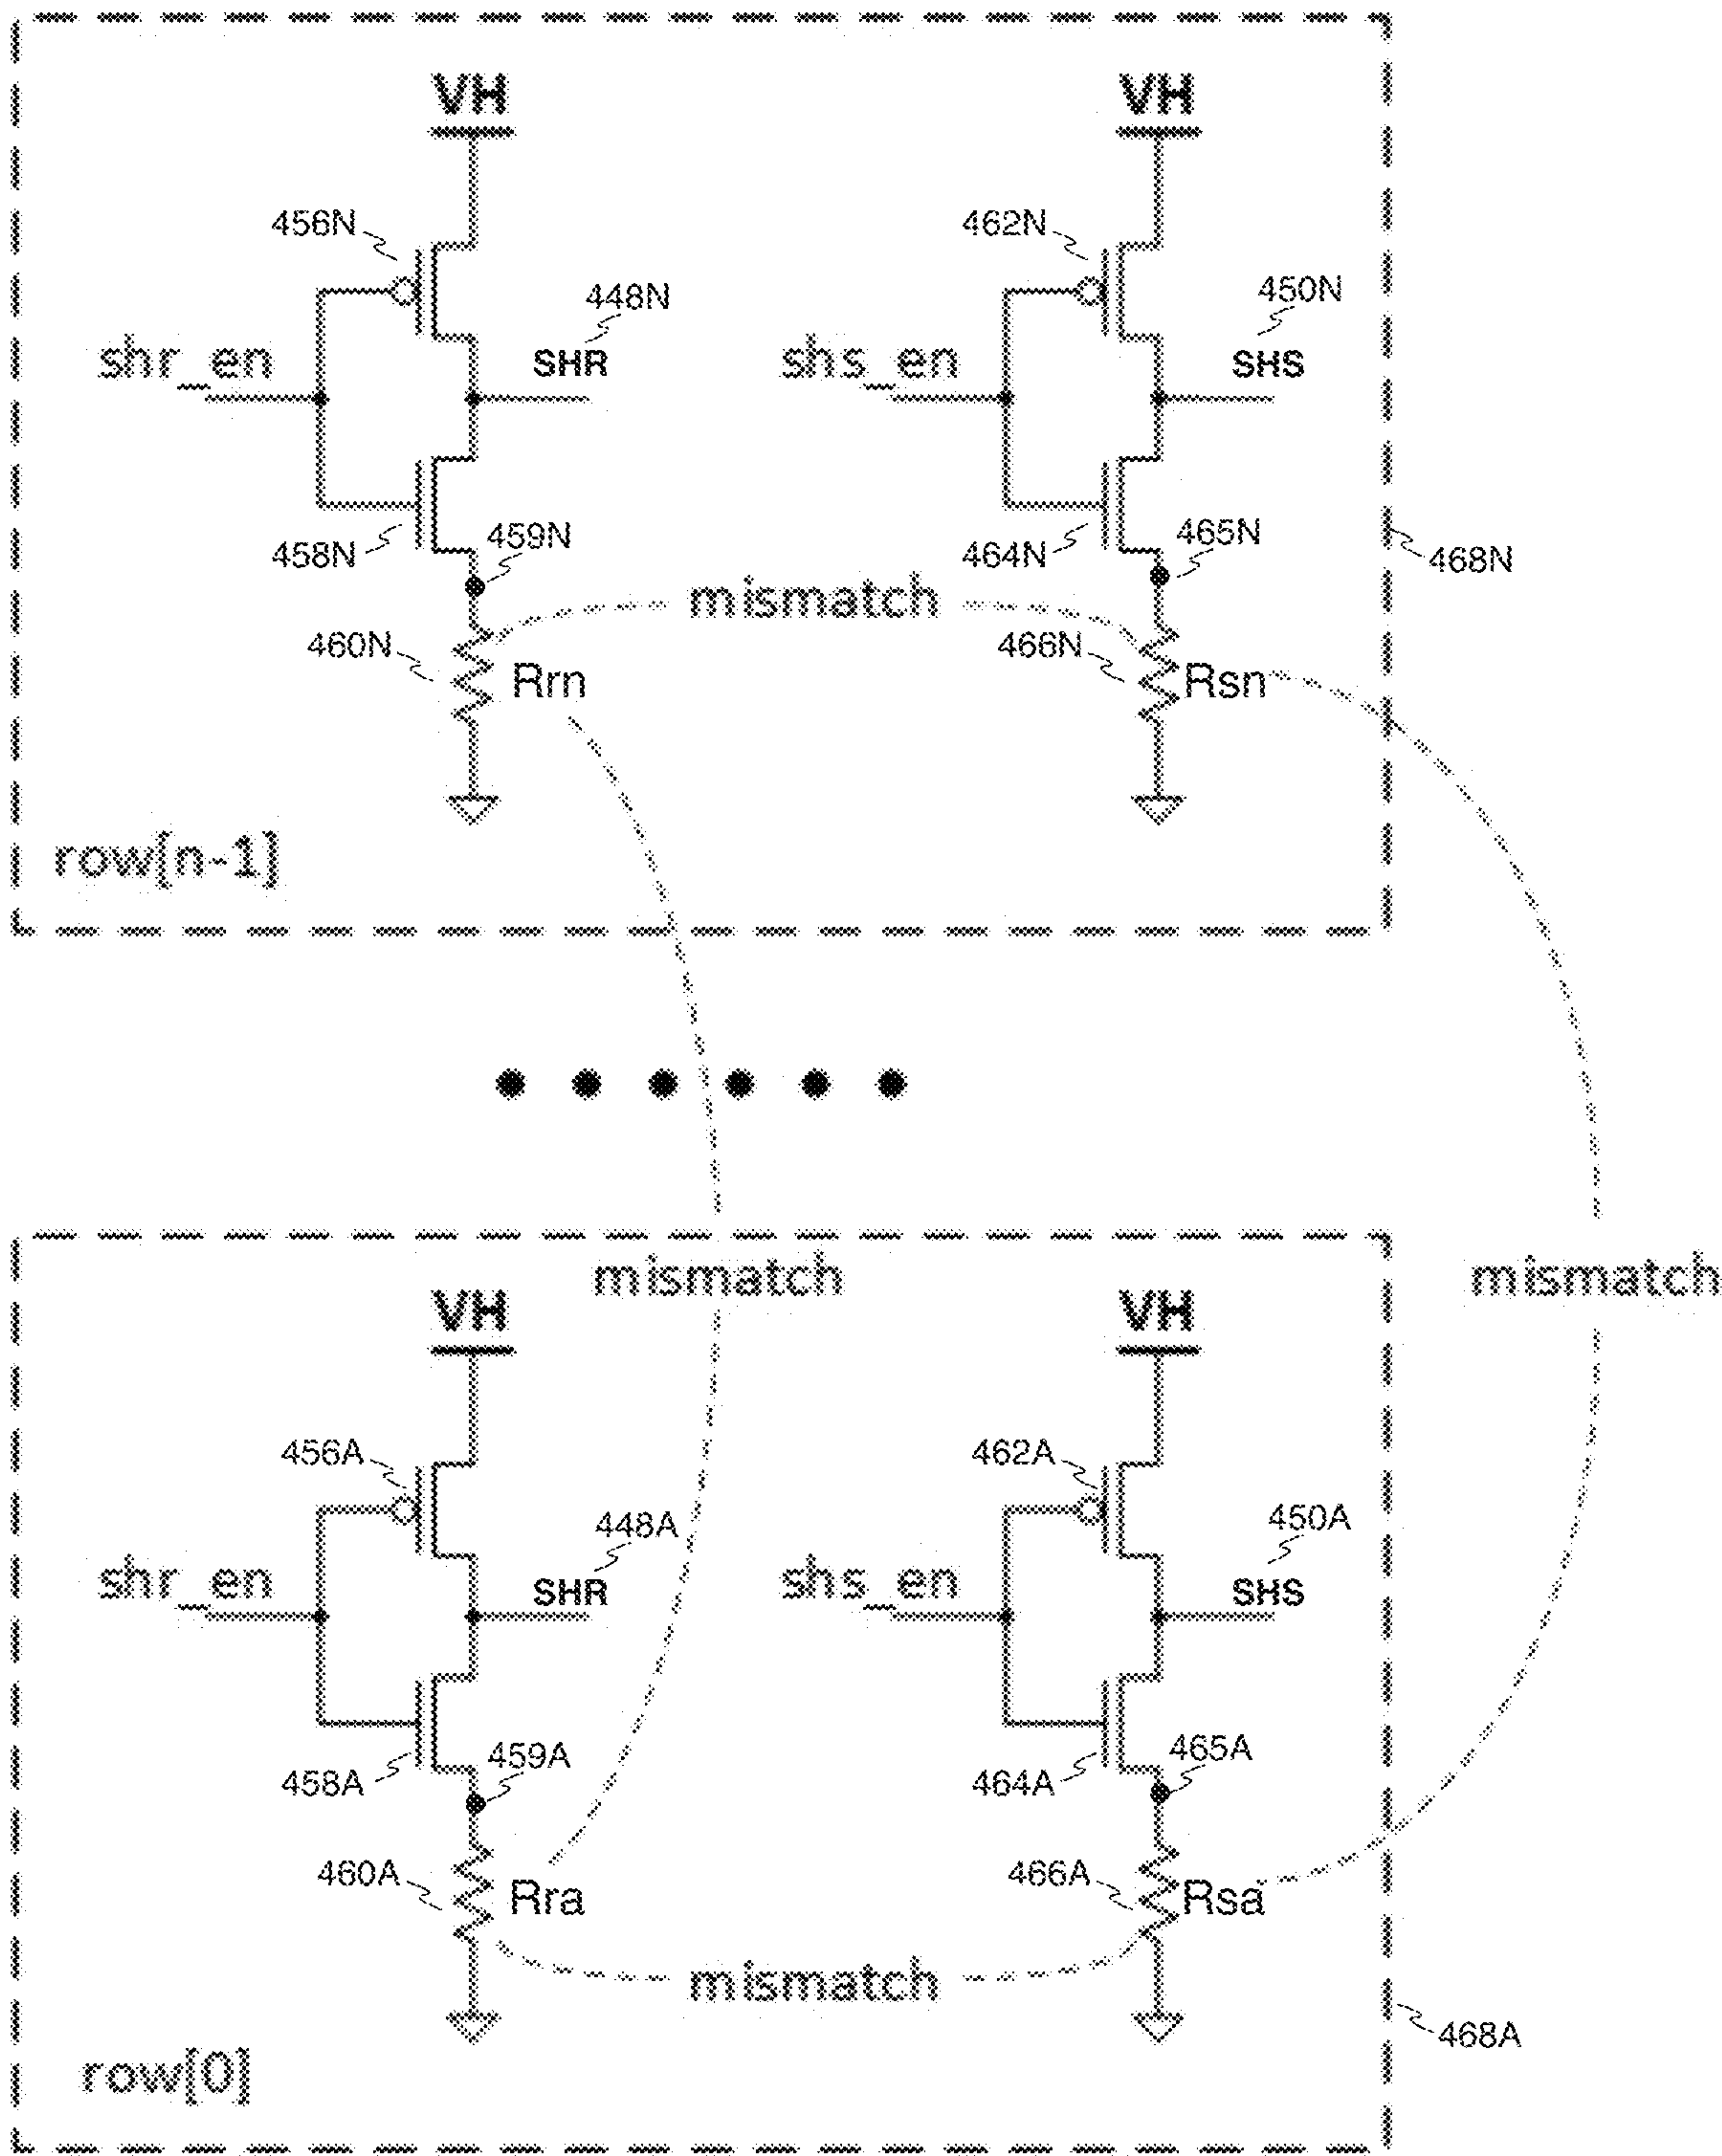 VH VH
456N 462N
448N 450N
shr_en SHR shs_en SHS
458N 459N 464N 465N 468N
mismatch
460N Rrn 466N Rsn
row[n-1]
mismatch mismatch
VH VH
456A 462A
448A 450A
shr_en SHR shs_en SHS
458A 459A 464A 465A
460A Rra 466A Rsa
mismatch
468A
row[0]